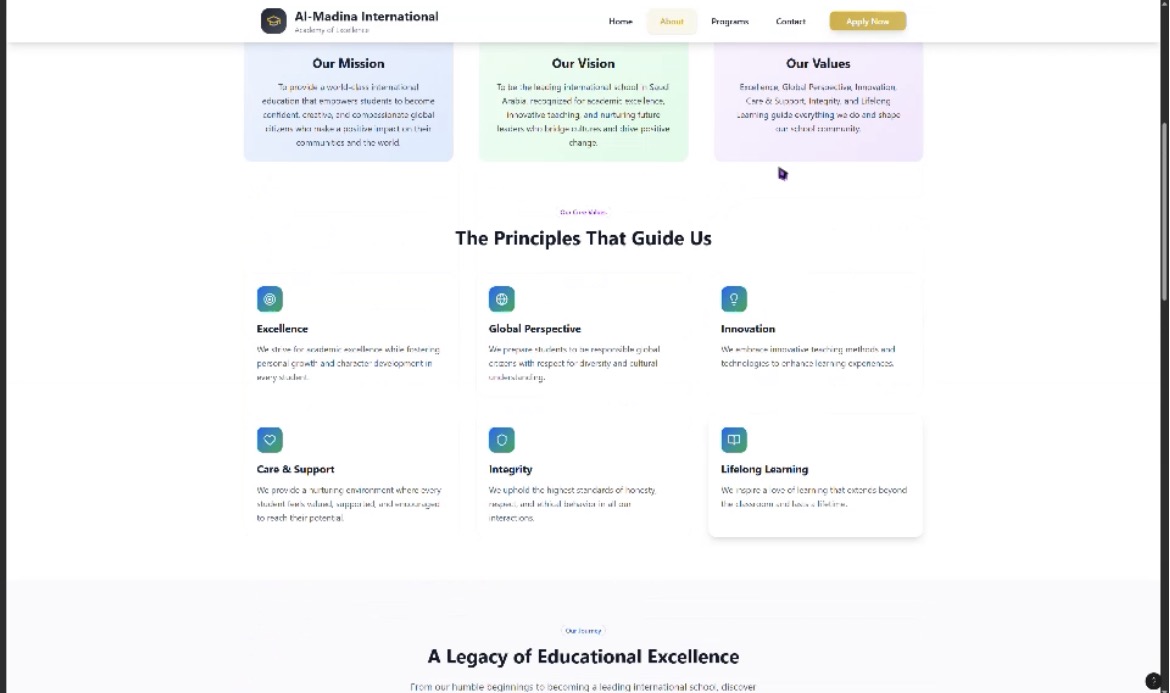 Al-Madina International
Academy of Excellence
Home
About
Programs
Contact
Apply Now
Our Mission
To provide a world-class international
education that empowers students to become
confident, creative, and compassionate global
citizens who make a positive impact on their
communities and the world.
Our Vision
To be the leading international school in Saudi
Arabia, recognized for academic excellence,
innovative teaching, and nurturing future
leaders who bridge cultures and drive positive
change.
Our Values
Excellence, Global Perspective, Innovation,
Care & Support, Integrity, and Lifelong
Learning guide everything we do and shape
our school community.
Our Core Values
The Principles That Guide Us
Excellence
We strive for academic excellence while fostering
personal growth and character development in
every student.
Global Perspective
We prepare students to be responsible global
citizens with respect for diversity and cultural
understanding.
Innovation
We embrace innovative teaching methods and
technologies to enhance learning experiences.
Care & Support
We provide a nurturing environment where every
student feels valued, supported, and encouraged
to reach their potential.
Integrity
We uphold the highest standards of honesty,
respect, and ethical behavior in all our
interactions.
Lifelong Learning
We inspire a love of learning that extends beyond
the classroom and lasts a lifetime.
Our Journey
A Legacy of Educational Excellence
From our humble beginnings to becoming a leading international school, discover
?